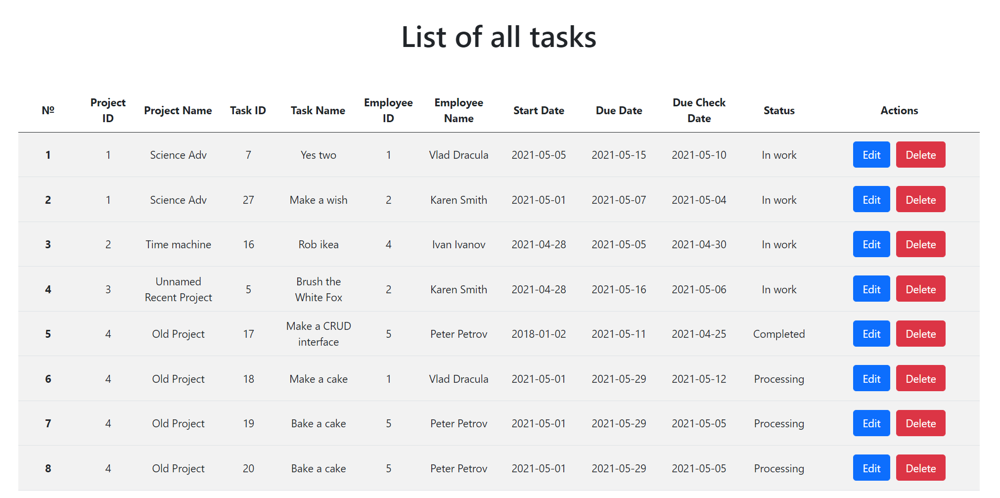 List of all tasks
Nº Project ID Project Name Task ID Task Name Employee ID Employee Name Start Date Due Date Due Check Date Status Actions
1 1 Science Adv 7 Yes two 1 Vlad Dracula 2021-05-05 2021-05-15 2021-05-10 In work Edit Delete
2 1 Science Adv 27 Make a wish 2 Karen Smith 2021-05-01 2021-05-07 2021-05-04 In work Edit Delete
3 2 Time machine 16 Rob ikea 4 Ivan Ivanov 2021-04-28 2021-05-05 2021-04-30 In work Edit Delete
4 3 Unnamed Recent Project 5 Brush the White Fox 2 Karen Smith 2021-04-28 2021-05-16 2021-05-06 In work Edit Delete
5 4 Old Project 17 Make a CRUD interface 5 Peter Petrov 2018-01-02 2021-05-11 2021-04-25 Completed Edit Delete
6 4 Old Project 18 Make a cake 1 Vlad Dracula 2021-05-01 2021-05-29 2021-05-12 Processing Edit Delete
7 4 Old Project 19 Bake a cake 5 Peter Petrov 2021-05-01 2021-05-29 2021-05-05 Processing Edit Delete
8 4 Old Project 20 Bake a cake 5 Peter Petrov 2021-05-01 2021-05-29 2021-05-05 Processing Edit Delete